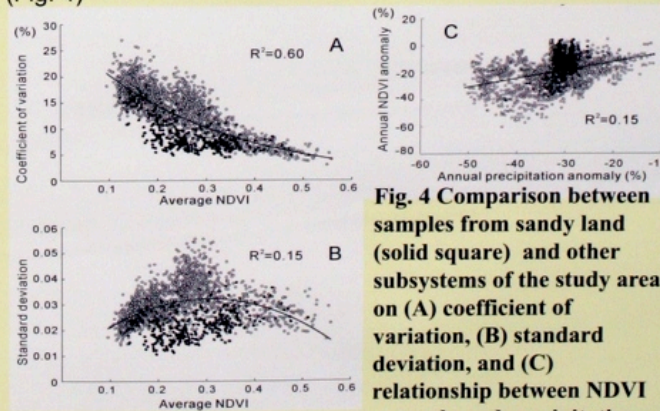 (%)
30
25
20
15
10
5
0
Coefficient of variation
R²=0.60
A
0.1 0.2 0.3 0.4 0.5 0.6
Average NDVI
0.06
0.05
0.04
0.03
0.02
0.01
0
Standard deviation
R²=0.15
B
0.1 0.2 0.3 0.4 0.5 0.6
Average NDVI
(%)
20
0
-20
-40
-60
-80
Annual NDVI anomaly
C
R²=0.15
-60 -50 -40 -30 -20
Annual precipitation anomaly (%)
Fig. 4 Comparison between
samples from sandy land
(solid square) and other
subsystems of the study area
on (A) coefficient of
variation, (B) standard
deviation, and (C)
relationship between NDVI